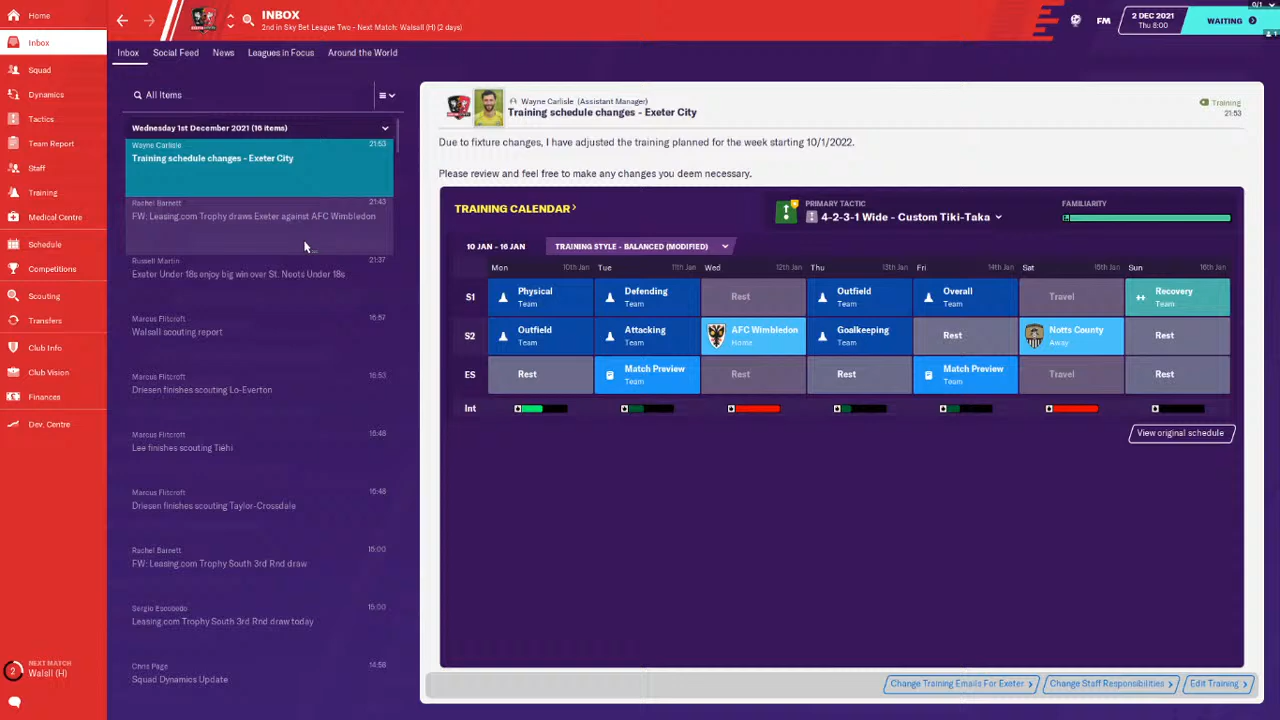 Home
Inbox
Squad
Dynamics
Tactics
Team Report
Staff
Training
Medical Centre
Schedule
Competitions
Scouting
Transfers
Club Info
Club Vision
Finances
Dev. Centre
2
NEXT MATCH
Walsll (H)
INBOX
2nd in Sky Bet League Two - Next Match: Walsall (H) (2 days)
FM
2 DEC 2021
Thu 8:00
WAITING
0/1
1
Inbox
Social Feed
News
Leagues in Focus
Around the World
All Items
Wednesday 1st December 2021 (16 items)
Wayne Carlisle 21:53
Training schedule changes - Exeter City
Rachel Barnett 21:43
FW: Leasing.com Trophy draws Exeter against AFC Wimbledon
Russell Martin 21:37
Exeter Under 18s enjoy big win over St. Neots Under 18s
Marcus Flitcroft 16:57
Walsall scouting report
Marcus Flitcroft 16:53
Driesen finishes scouting Lo-Everton
Marcus Flitcroft 16:48
Lee finishes scouting Tiéhi
Marcus Flitcroft 16:48
Driesen finishes scouting Taylor-Crossdale
Rachel Barnett 15:00
FW: Leasing.com Trophy South 3rd Rnd draw
Sergio Escobedo 15:00
Leasing.com Trophy South 3rd Rnd draw today
Chris Page 14:58
Squad Dynamics Update
Wayne Carlisle (Assistant Manager)
Training schedule changes - Exeter City
Training
21:53
Due to fixture changes, I have adjusted the training planned for the week starting 10/1/2022.
Please review and feel free to make any changes you deem necessary.
TRAINING CALENDAR
PRIMARY TACTIC
4-2-3-1 Wide - Custom Tiki-Taka
FAMILIARITY
10 JAN - 16 JAN
TRAINING STYLE - BALANCED (MODIFIED)
Mon 10th Jan Tue 11th Jan Wed 12th Jan Thu 13th Jan Fri 14th Jan Sat 15th Jan Sun 16th Jan
S1
Physical Defending Rest Outfield Overall Travel Recovery
Team Team Team Team Team
S2
Outfield Attacking AFC Wimbledon Goalkeeping Rest Notts County Rest
Team Team Home Team Away
ES
Rest Match Preview Rest Rest Match Preview Travel Rest
Team Team
Int
View original schedule
Change Training Emails For Exeter
Change Staff Responsibilities
Edit Training